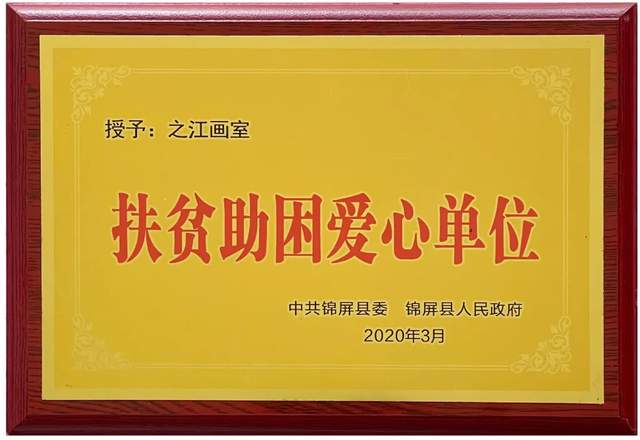 授予：之江画室
扶贫助困爱心单位
中共锦屏县委 锦屏县人民政府
2020年3月